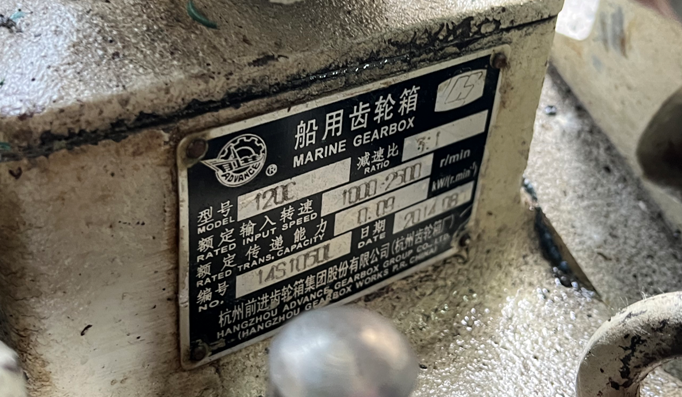 船用齿轮箱 CS
MARINE GEARBOX
ADVANCE ®
型号 120C 减速比 3:1
MODEL RATIO
额定输入转速 1000-2500 r/min
RATED INPUT SPEED
额定传递能力 0.09 kW/(r.min⁻¹)
RATED TRANS. CAPACITY
编号 14S1050L 日期 2014.08
NO. DATE
杭州前进齿轮箱集团股份有限公司(杭州齿轮箱厂)
HANGZHOU ADVANCE GEARBOX GROUP CO., LTD.
(HANGZHOU GEARBOX WORKS P.R. CHINA)